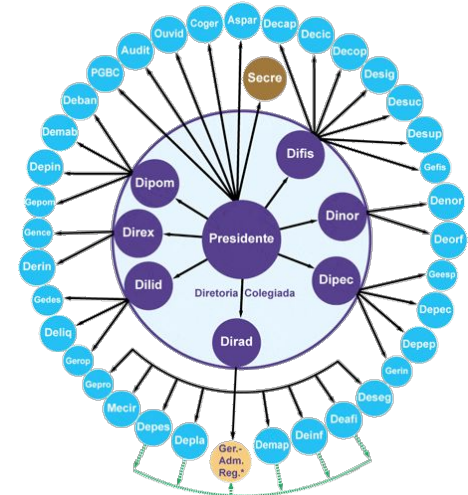 Aspar
Coger
Decap
Ouvid
Decic
Audit
Decop
PGBC
Secre
Desig
Deban
Desuc
Demab
Desup
Difis
Depin
Gefis
Dipom
Gepom
Denor
Dinor
Gence
Direx
Presidente
Deorf
Derin
Geesp
Dilid
Dipec
Diretoria Colegiada
Gedes
Depec
Deliq
Dirad
Depep
Gerop
Gerin
Gepro
Deseg
Mecir
Deafi
Depes
Deinf
Depla
Demap
Ger.-
Adm.
Reg.*